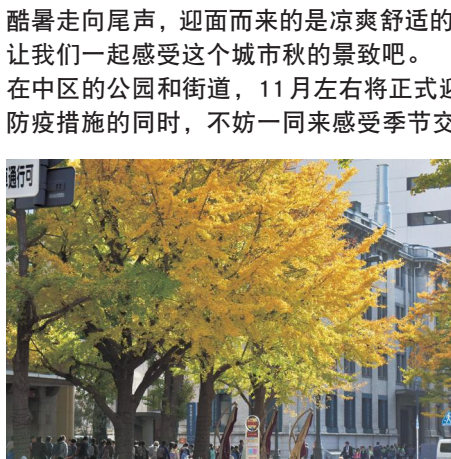 酷暑走向尾声，迎面而来的是凉爽舒适的
让我们一起感受这个城市秋的景致吧。
在中区的公园和街道，11月左右将正式迎
防疫措施的同时，不妨一同来感受季节交
通行可